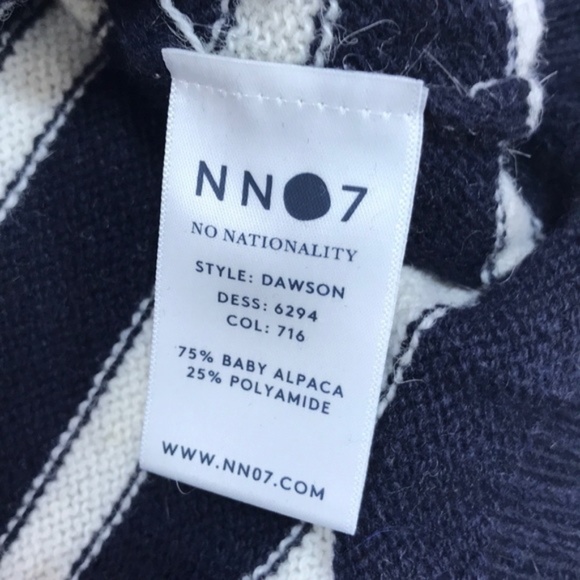 NN07
NO NATIONALITY
STYLE: DAWSON
DESS: 6294
COL: 716
75% BABY ALPACA
25% POLYAMIDE
WWW.NN07.COM